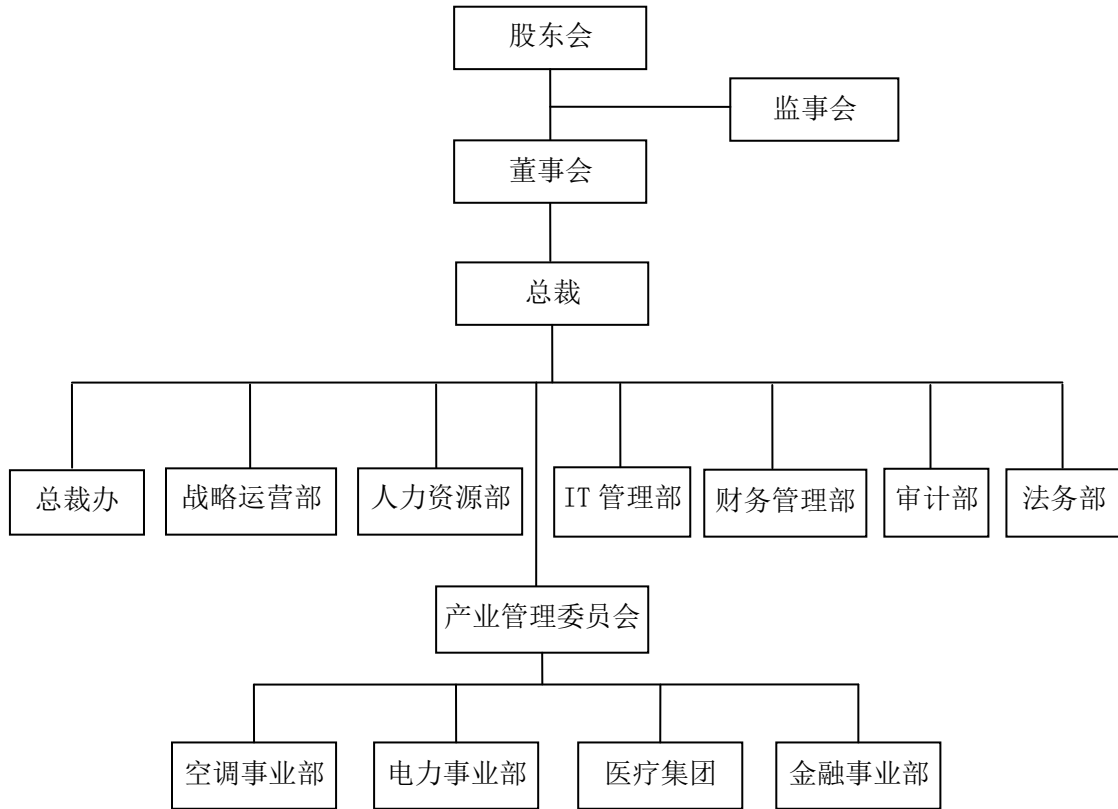 股东会
监事会
董事会
总裁
总裁办
战略运营部
人力资源部
IT 管理部
财务管理部
审计部
法务部
产业管理委员会
空调事业部
电力事业部
医疗集团
金融事业部